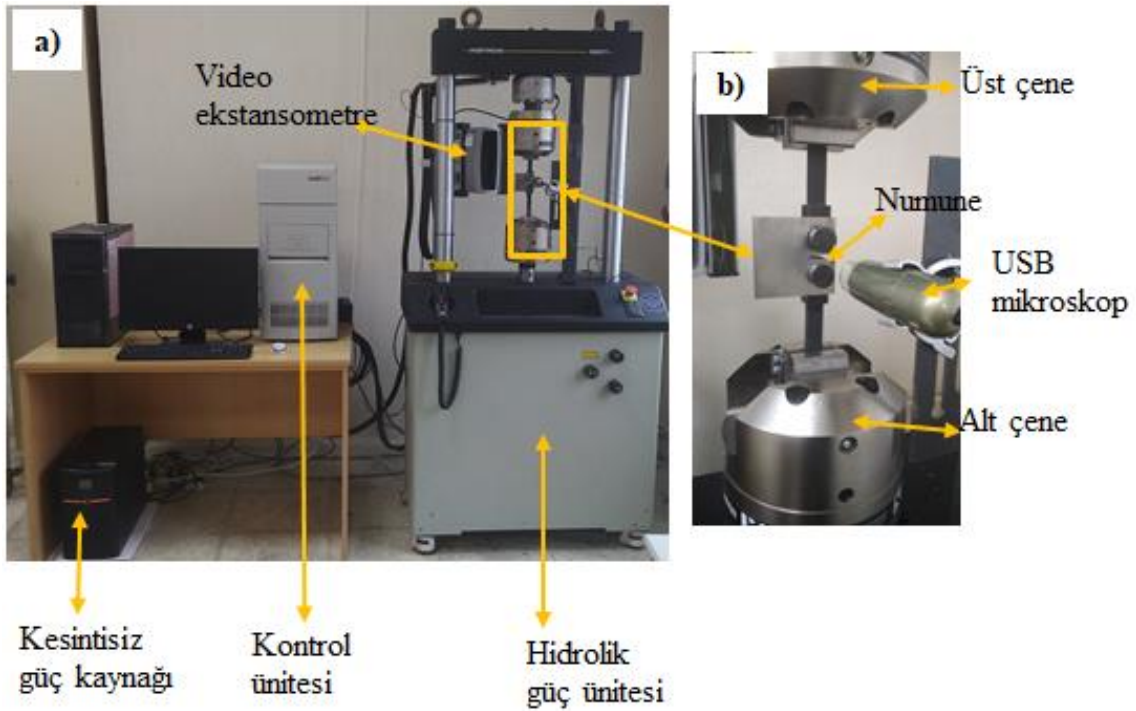 a)
Video
ekstansometre
b)
Üst çene
Numune
USB
mikroskop
Alt çene
Kesintisiz
güç kaynağı
Kontrol
ünitesi
Hidrolik
güç ünitesi